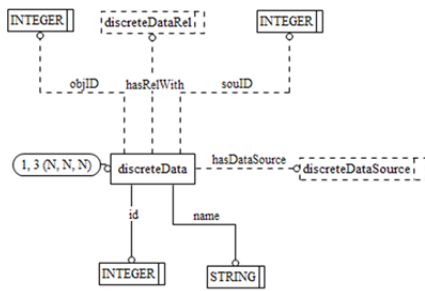 INTEGER discreteDataRel INTEGER
objID hasRelWith souID
1, 3 (N, N, N) discreteData hasDataSource discreteDataSource
id name
INTEGER STRING